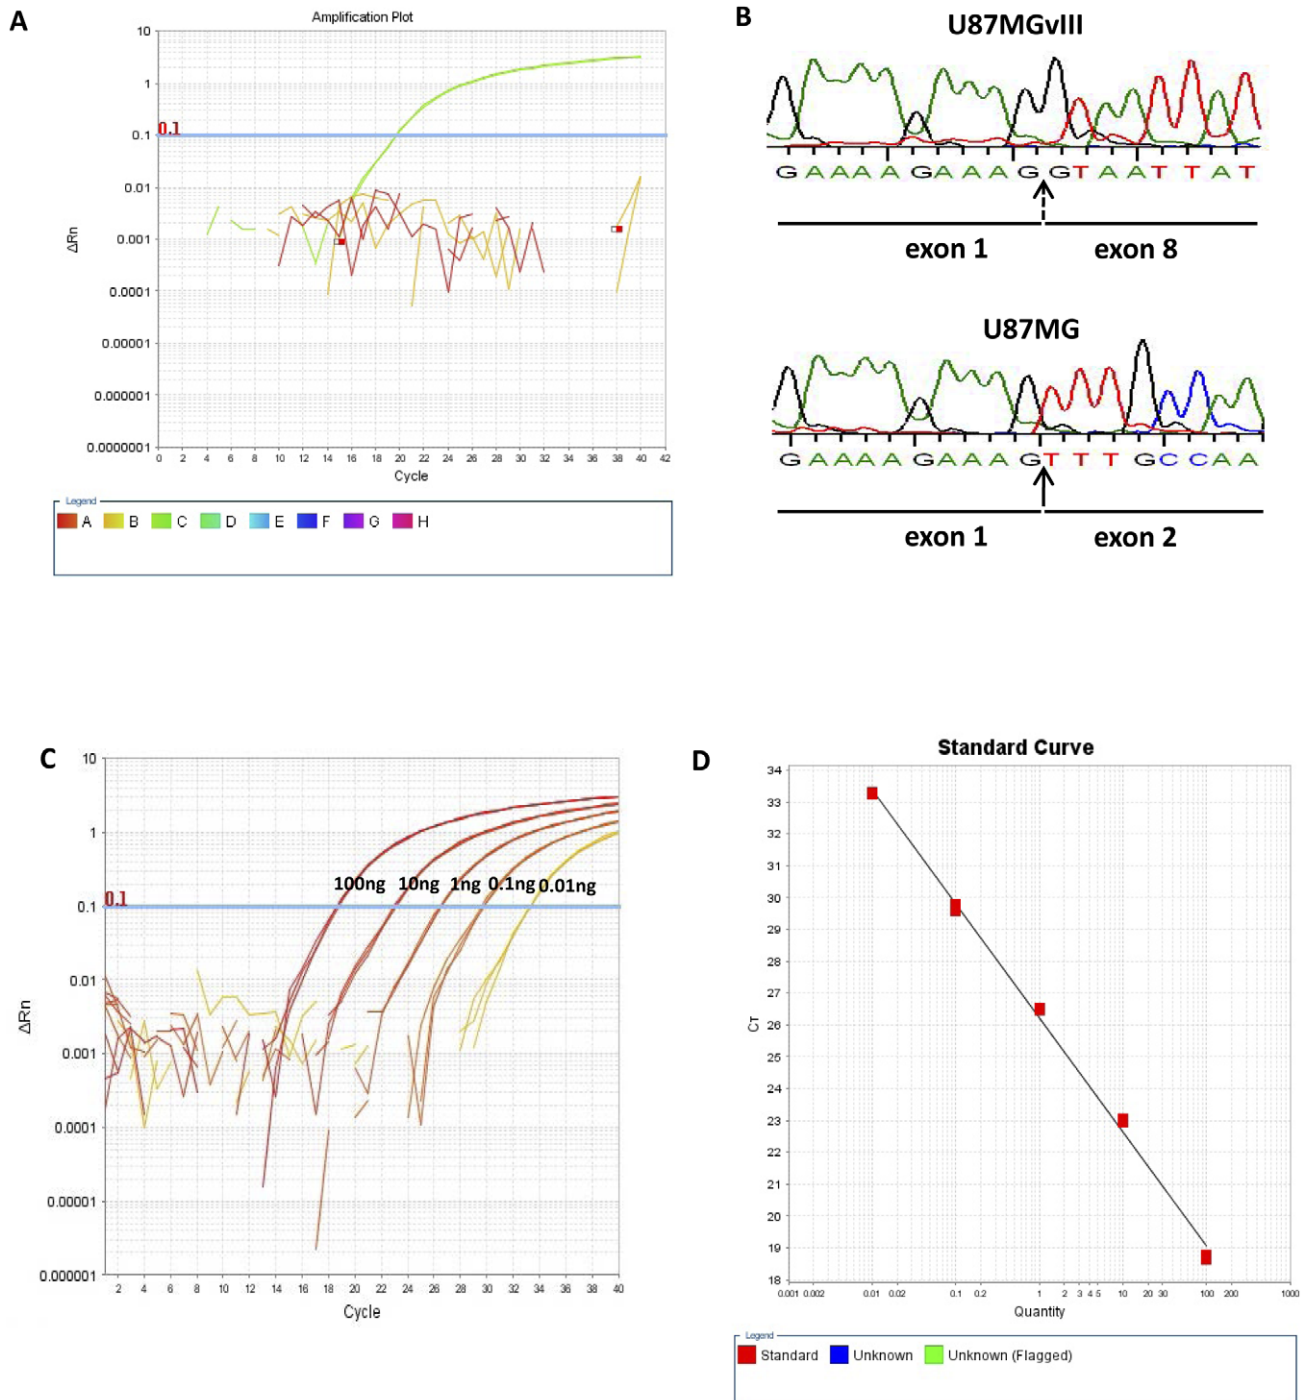 A
Amplification Plot
10
1
0.1
0.1
0.01
0.001
0.0001
0.00001
0.000001
0.0000001
ΔRn
0 2 4 6 8 10 12 14 16 18 20 22 24 26 28 30 32 34 36 38 40 42
Cycle
Legend
A B C D E F G H
B
U87MGvIII
GAAAAGAAAGGTAATTAT
exon 1 exon 8
U87MG
GAAAAGAAAGTTTGCCAA
exon 1 exon 2
C
10
1
0.1
0.1
0.01
0.001
0.0001
0.00001
0.000001
ΔRn
100ng 10ng 1ng 0.1ng 0.01ng
2 4 6 8 10 12 14 16 18 20 22 24 26 28 30 32 34 36 38 40
Cycle
D
Standard Curve
34
33
32
31
30
29
28
27
26
25
24
23
22
21
20
19
18
CT
0.001 0.002 0.01 0.02 0.1 0.2 1 2 3 4 5 10 20 30 100 200 1000
Quantity
Legend
Standard Unknown Unknown (Flagged)